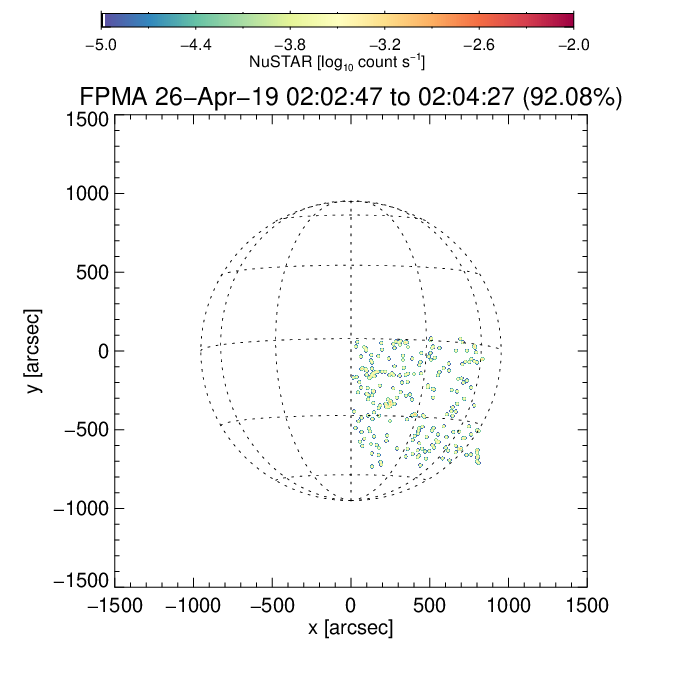 −5.0 −4.4 −3.8 −3.2 −2.6 −2.0
NuSTAR [log₁₀ count s⁻¹]
FPMA 26−Apr−19 02:02:47 to 02:04:27 (92.08%)
1500
1000
500
0
−500
−1000
−1500
y [arcsec]
−1500 −1000 −500 0 500 1000 1500
x [arcsec]